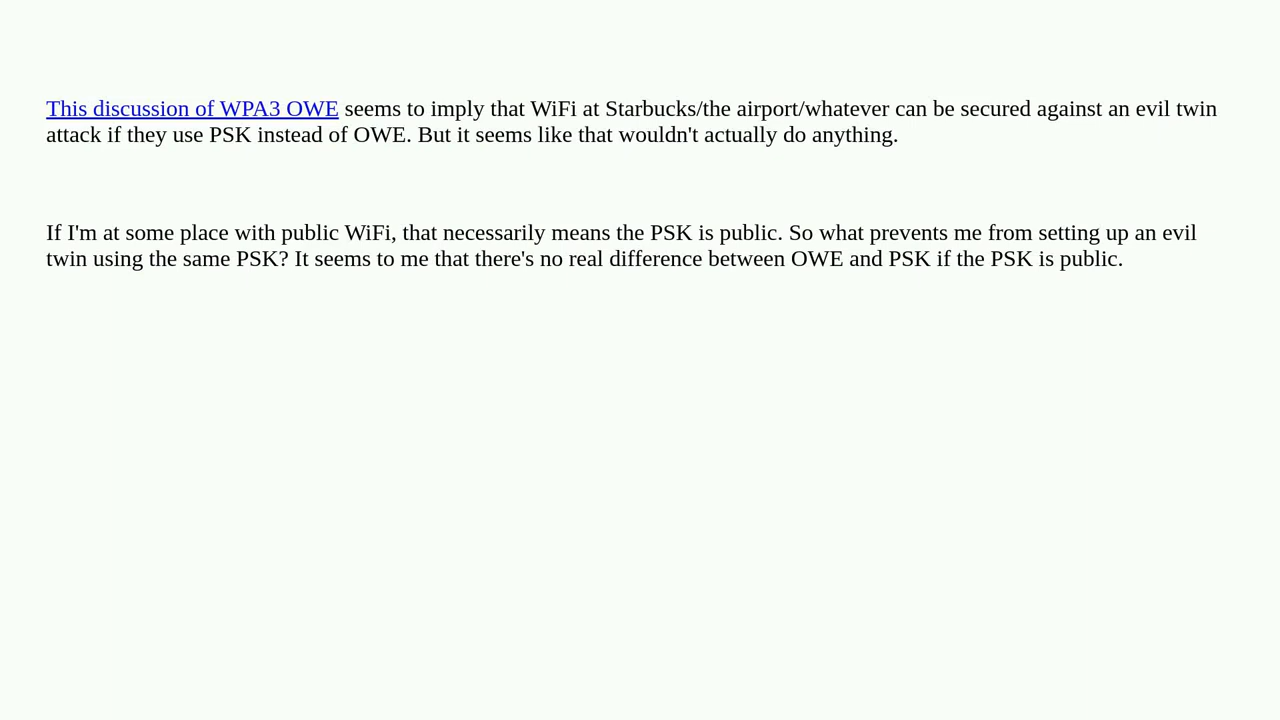 This discussion of WPA3 OWE seems to imply that WiFi at Starbucks/the airport/whatever can be secured against an evil twin
attack if they use PSK instead of OWE. But it seems like that wouldn't actually do anything.
If I'm at some place with public WiFi, that necessarily means the PSK is public. So what prevents me from setting up an evil
twin using the same PSK? It seems to me that there's no real difference between OWE and PSK if the PSK is public.